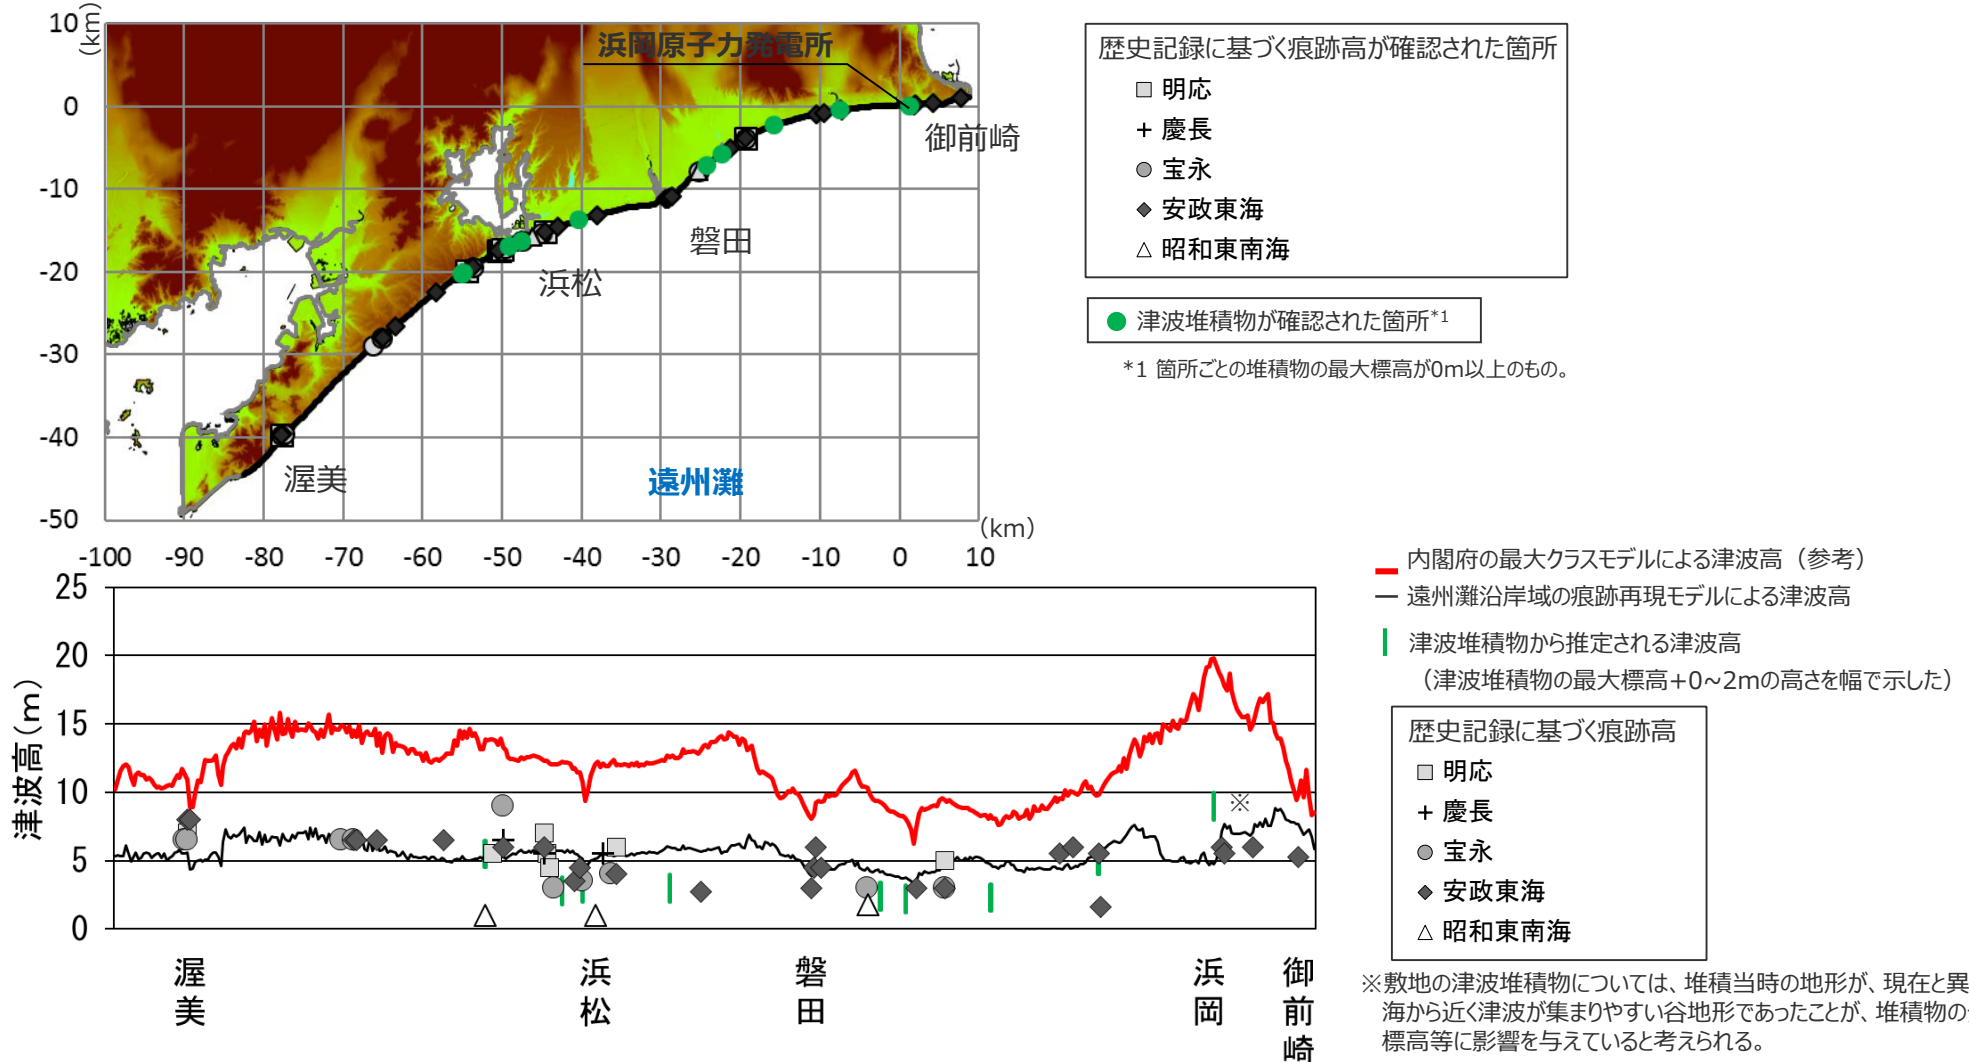 10
0
-10
-20
-30
-40
-50
(km)
浜岡原子力発電所
御前崎
磐田
浜松
渥美
遠州灘
(km)
-100 -90 -80 -70 -60 -50 -40 -30 -20 -10 0 10
歴史記録に基づく痕跡高が確認された箇所
明応
慶長
宝永
安政東海
昭和東南海
津波堆積物が確認された箇所*1
*1 箇所ごとの堆積物の最大標高が0m以上のもの。
25
20
15
10
5
0
津波高(m)
※
渥美
浜松
磐田
浜岡
御前崎
内閣府の最大クラスモデルによる津波高（参考）
遠州灘沿岸域の痕跡再現モデルによる津波高
津波堆積物から推定される津波高
（津波堆積物の最大標高+0~2mの高さを幅で示した）
歴史記録に基づく痕跡高
明応
慶長
宝永
安政東海
昭和東南海
※敷地の津波堆積物については、堆積当時の地形が、現在と異
海から近く津波が集まりやすい谷地形であったことが、堆積物の
標高等に影響を与えていると考えられる。